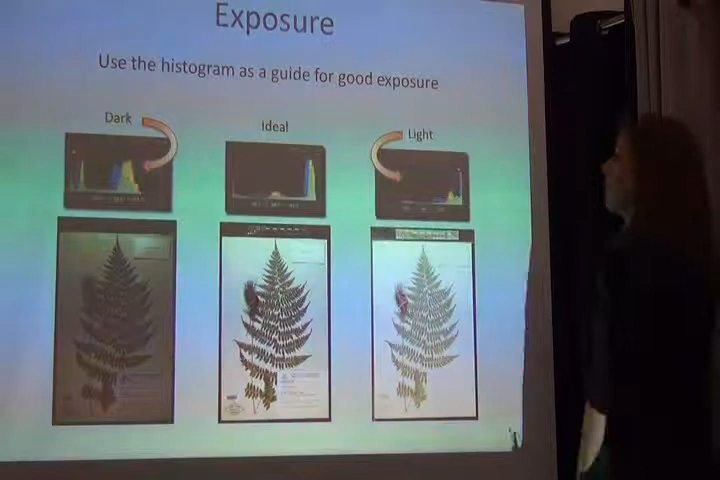 Exposure
Use the histogram as a guide for good exposure
Dark
Ideal
Light